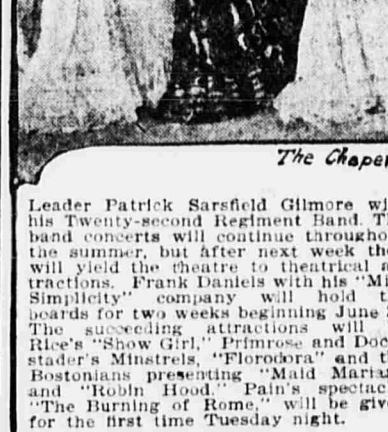 The Chaper
Leader Patrick Sarsfield Gilmore wi
his Twenty-second Regiment Band. T
band concerts will continue througho
the summer, but after next week the
will yield the theatre to theatrical a
tractions. Frank Daniels with his "Mi
Simplicity" company will hold t
boards for two weeks beginning June
The succeeding attractions will
Rice's "Show Girl," Primrose and Doc
stader's Minstrels, "Florodora" and t
Bostonians presenting "Maid Maria
and "Robin Hood." Pain's spectac
"The Burning of Rome," will be give
for the first time Tuesday night.